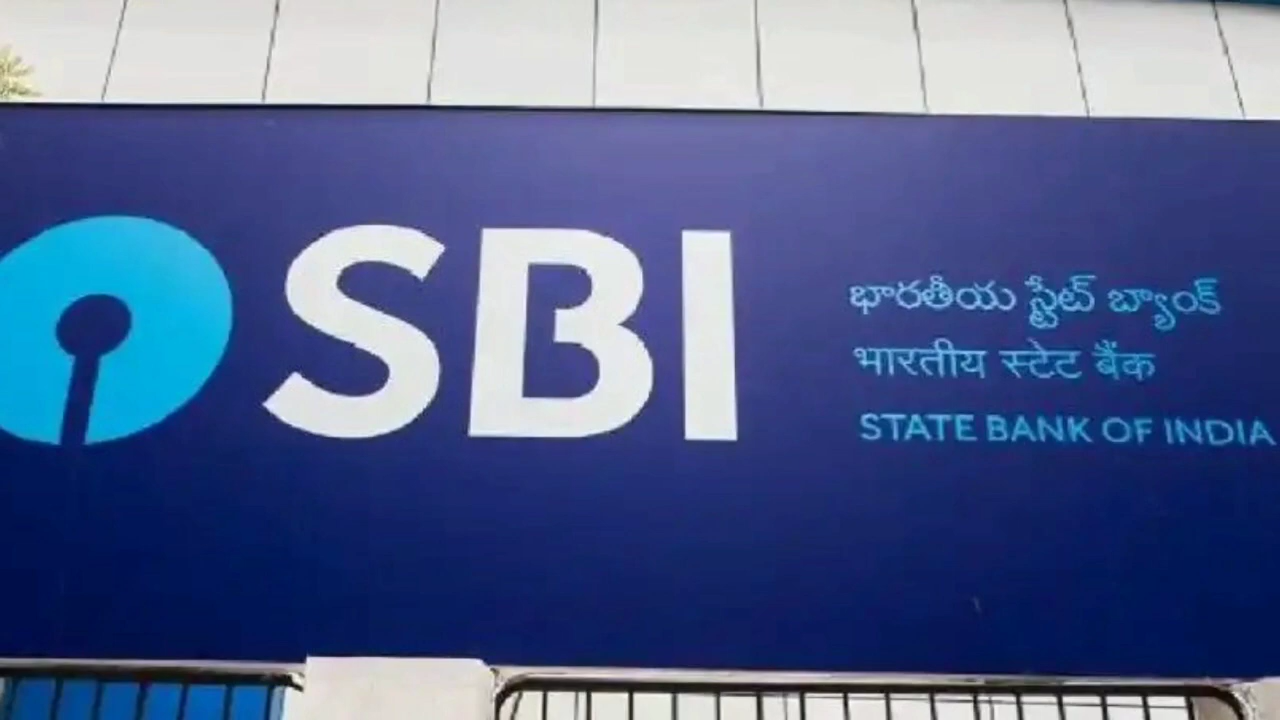 SBI
భారతీయ స్టేట్ బ్యాంక్
भारतीय स्टेट बैंक
STATE BANK OF INDIA